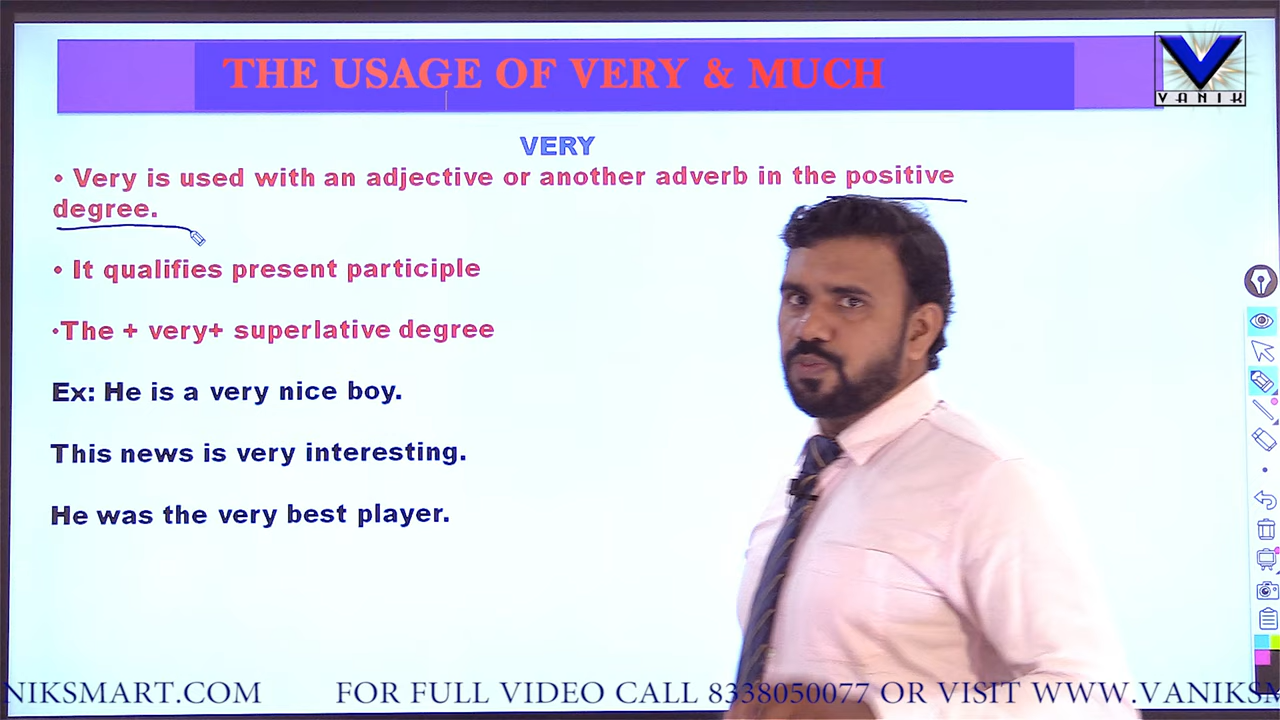 THE USAGE OF VERY & MUCH
VANIK
VERY
• Very is used with an adjective or another adverb in the positive
degree.
• It qualifies present participle
•The + very+ superlative degree
Ex: He is a very nice boy.
This news is very interesting.
He was the very best player.
NIKSMART.COM FOR FULL VIDEO CALL 8338050077 OR VISIT WWW.VANIKSM